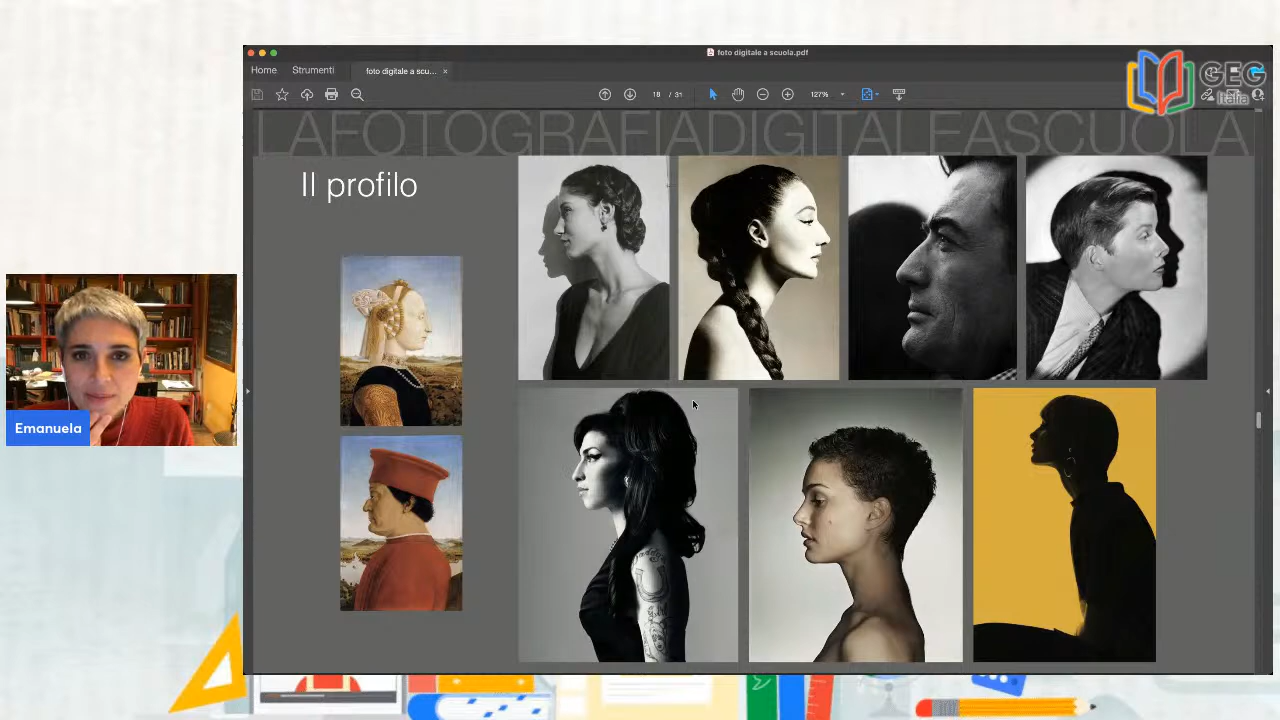 foto digitale a scuola.pdf
Home
Strumenti
foto digitale a scu... ×
18 / 31
127%
GEG
Italia
LAFOTOGRAFIADIGITALEASCUOLA
Il profilo
Emanuela